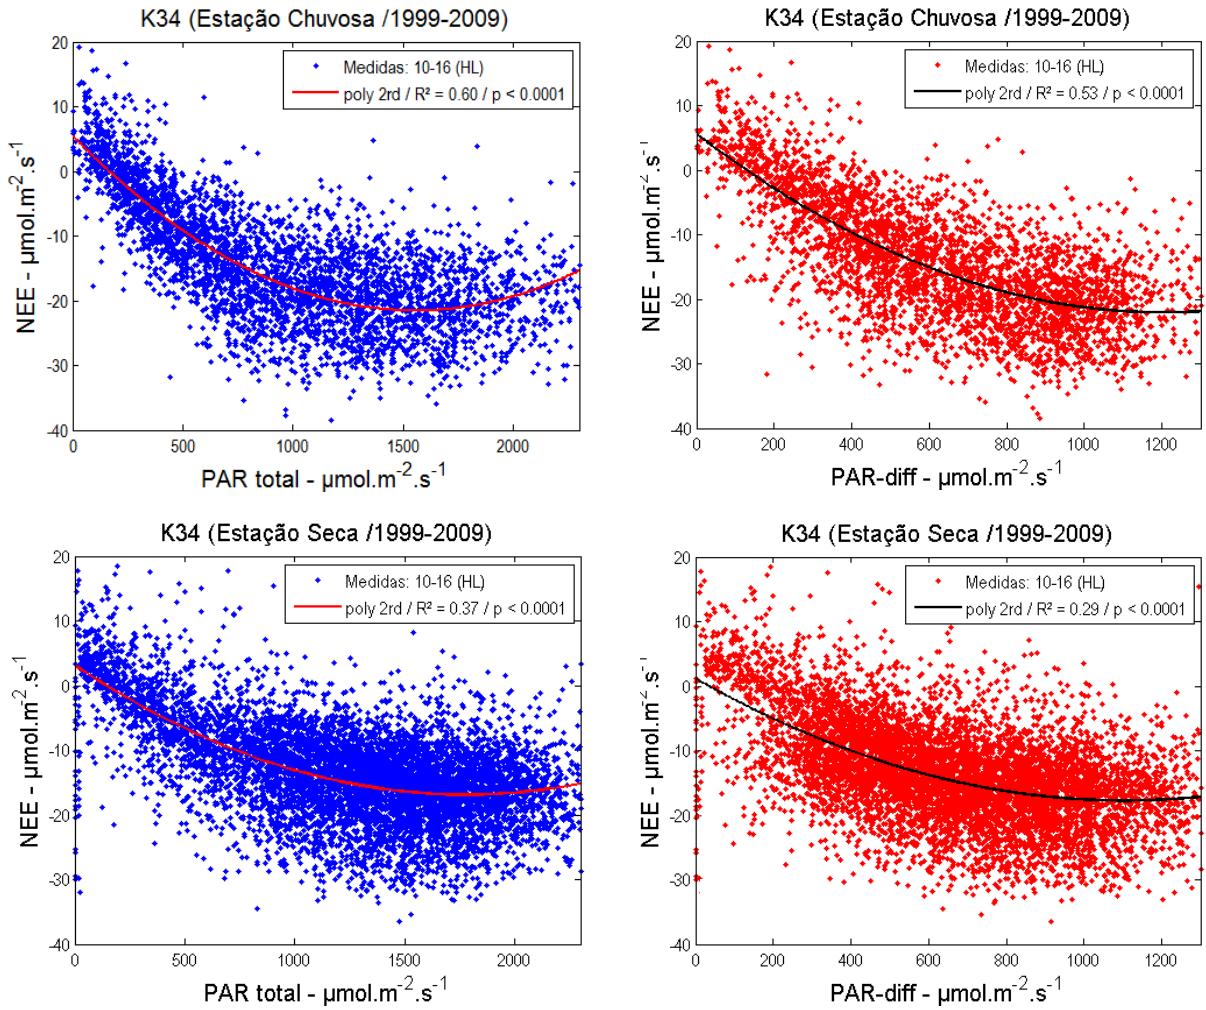 K34 (Estação Chuvosa /1999-2009)
20
10
0
-10
-20
-30
-40
NEE - µmol.m-2.s-1
Medidas: 10-16 (HL)
poly 2rd / R² = 0.60 / p < 0.0001
0 500 1000 1500 2000
PAR total - µmol.m-2.s-1
K34 (Estação Chuvosa /1999-2009)
20
10
0
-10
-20
-30
-40
NEE - µmol.m-2.s-1
Medidas: 10-16 (HL)
poly 2rd / R² = 0.53 / p < 0.0001
0 200 400 600 800 1000 1200
PAR-diff - µmol.m-2.s-1
K34 (Estação Seca /1999-2009)
20
10
0
-10
-20
-30
-40
NEE - µmol.m-2.s-1
Medidas: 10-16 (HL)
poly 2rd / R² = 0.37 / p < 0.0001
0 500 1000 1500 2000
PAR total - µmol.m-2.s-1
K34 (Estação Seca /1999-2009)
20
10
0
-10
-20
-30
-40
NEE - µmol.m-2.s-1
Medidas: 10-16 (HL)
poly 2rd / R² = 0.29 / p < 0.0001
0 200 400 600 800 1000 1200
PAR-diff - µmol.m-2.s-1